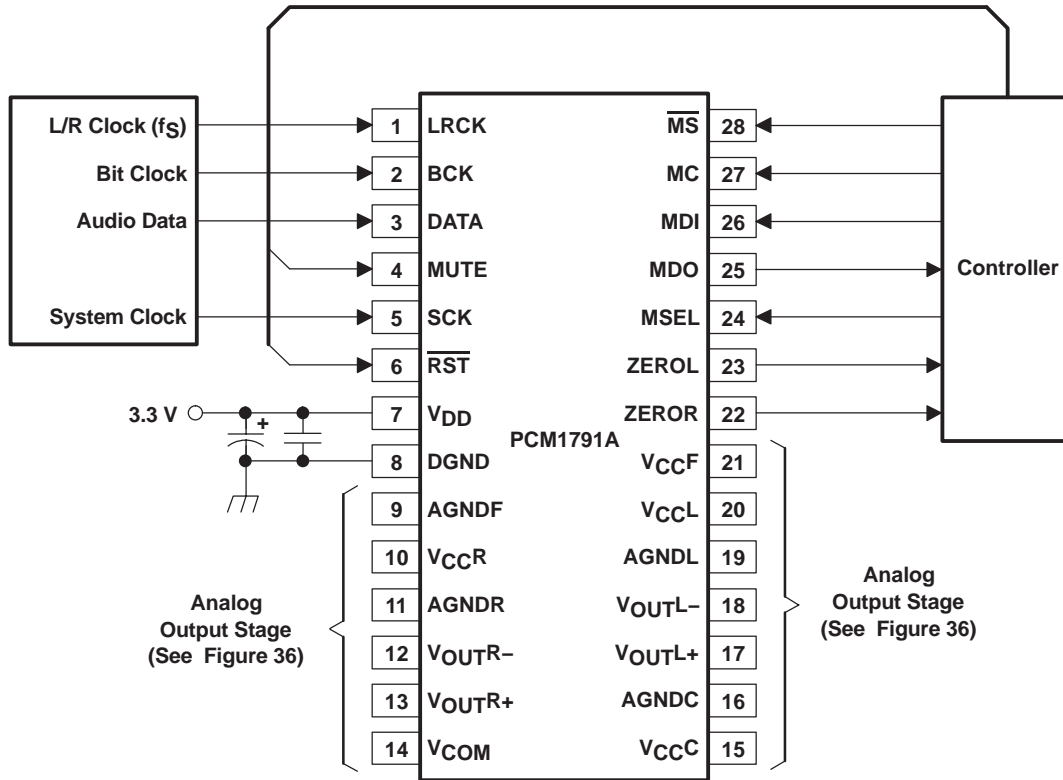 L/R Clock (fS)
Bit Clock
Audio Data
System Clock
3.3 V
+
1 LRCK
2 BCK
3 DATA
4 MUTE
5 SCK
6 RST
7 VDD
8 DGND
9 AGNDF
10 VCCR
11 AGNDR
12 VOUTR–
13 VOUTR+
14 VCOM
PCM1791A
MS 28
MC 27
MDI 26
MDO 25
MSEL 24
ZEROL 23
ZEROR 22
VCCF 21
VCCL 20
AGNDL 19
VOUTL– 18
VOUTL+ 17
AGNDC 16
VCCC 15
Controller
Analog
Output Stage
(See Figure 36)
Analog
Output Stage
(See Figure 36)